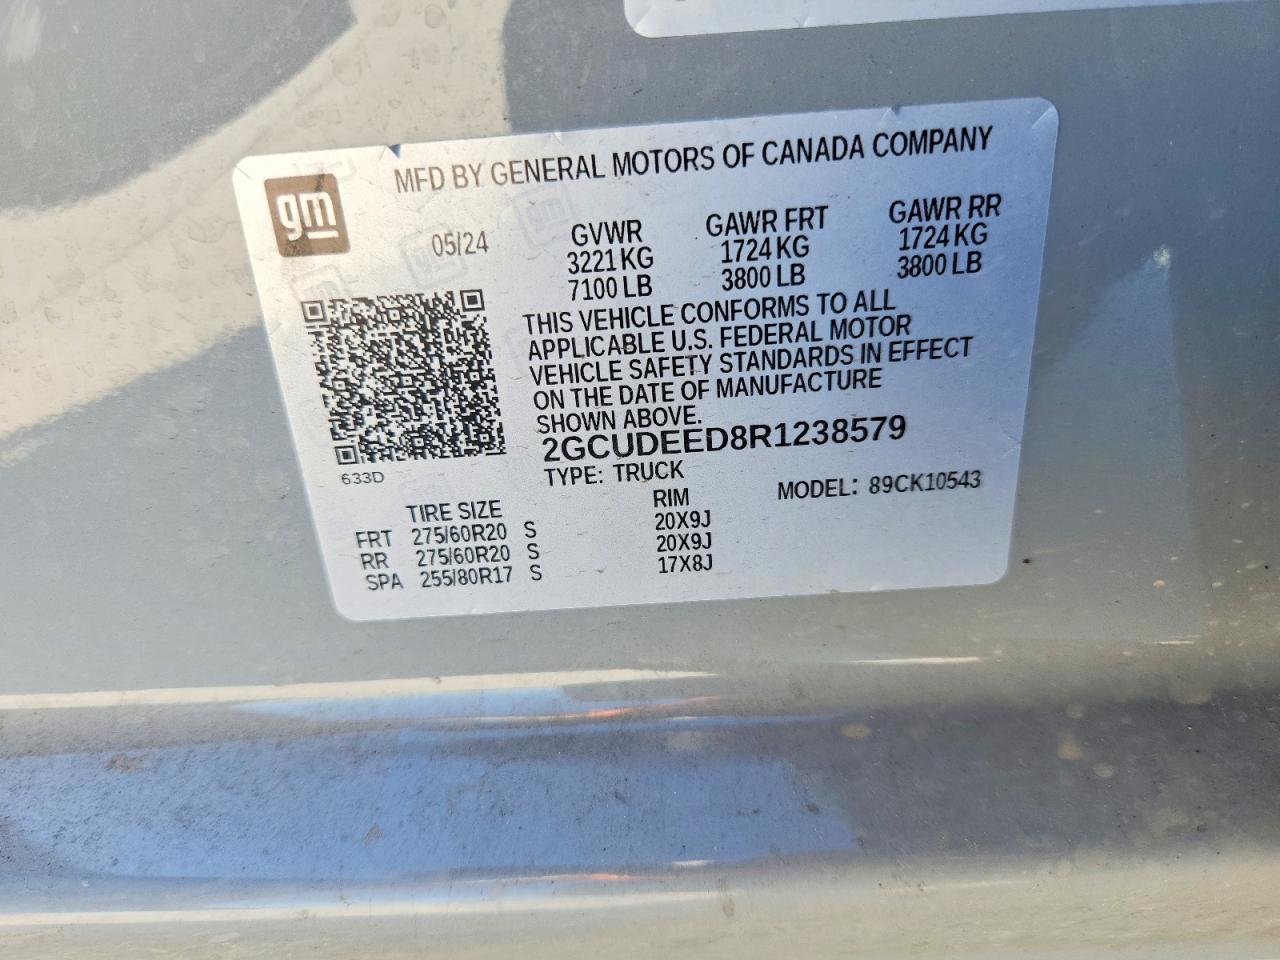 MFD BY GENERAL MOTORS OF CANADA COMPANY
gm
05/24
GVWR GAWR FRT GAWR RR
3221 KG 1724 KG 1724 KG
7100 LB 3800 LB 3800 LB
THIS VEHICLE CONFORMS TO ALL
APPLICABLE U.S. FEDERAL MOTOR
VEHICLE SAFETY STANDARDS IN EFFECT
ON THE DATE OF MANUFACTURE
SHOWN ABOVE.
2GCUDEED8R1238579
633D
TYPE: TRUCK
MODEL: 89CK10543
TIRE SIZE RIM
FRT 275/60R20 S 20X9J
RR 275/60R20 S 20X9J
SPA 255/80R17 S 17X8J